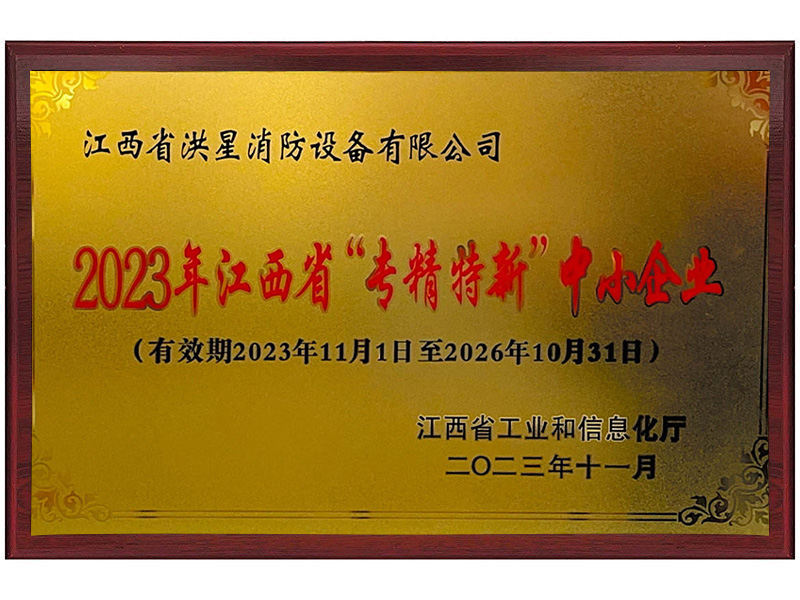 江西省洪星消防设备有限公司
2023年江西省“专精特新”中小企业
（有效期2023年11月1日至2026年10月31日）
江西省工业和信息化厅
二〇二三年十一月